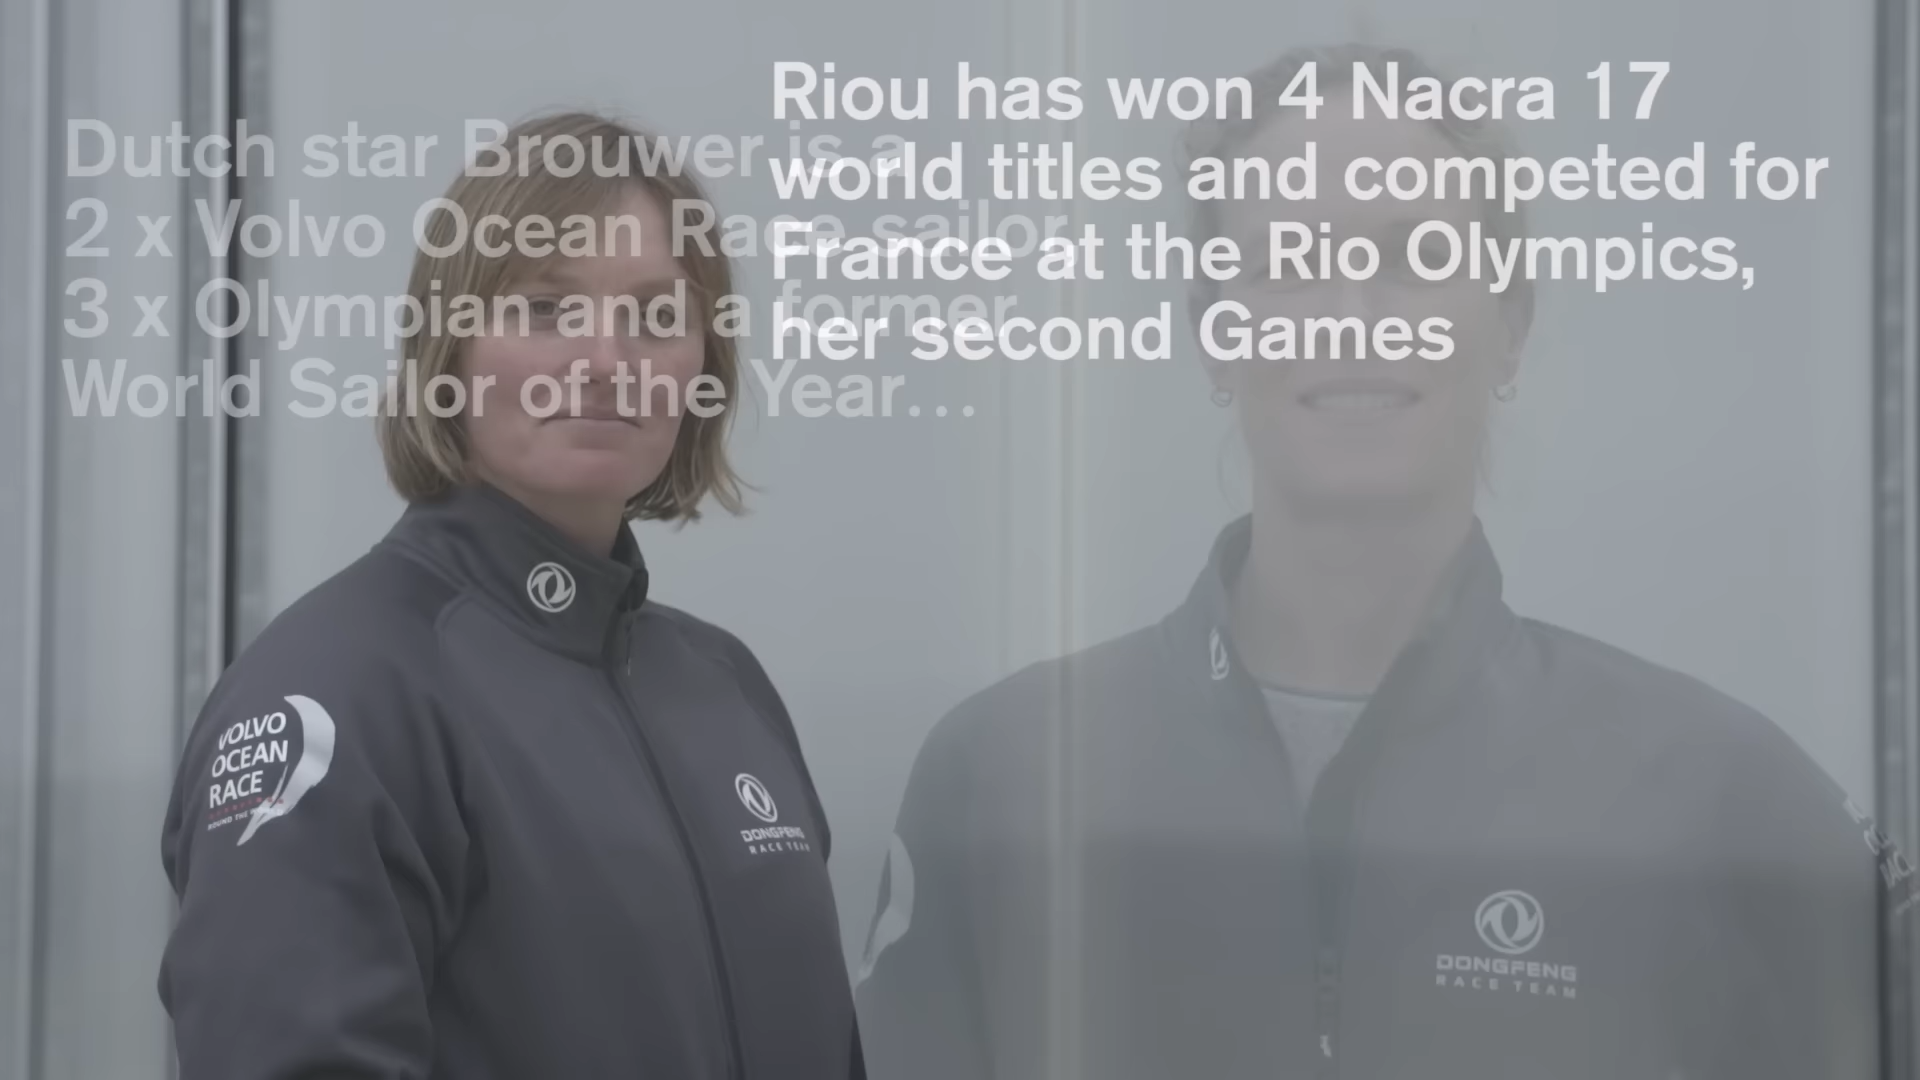 Riou has won 4 Nacra 17
world titles and competed for
France at the Rio Olympics,
her second Games
Dutch star Brouwer is a
2 x Volvo Ocean Race sailor,
3 x Olympian and a former
World Sailor of the Year...
VOLVO
OCEAN
RACE
DONGFENG
RACE TEAM
DONGFENG
RACE TEAM